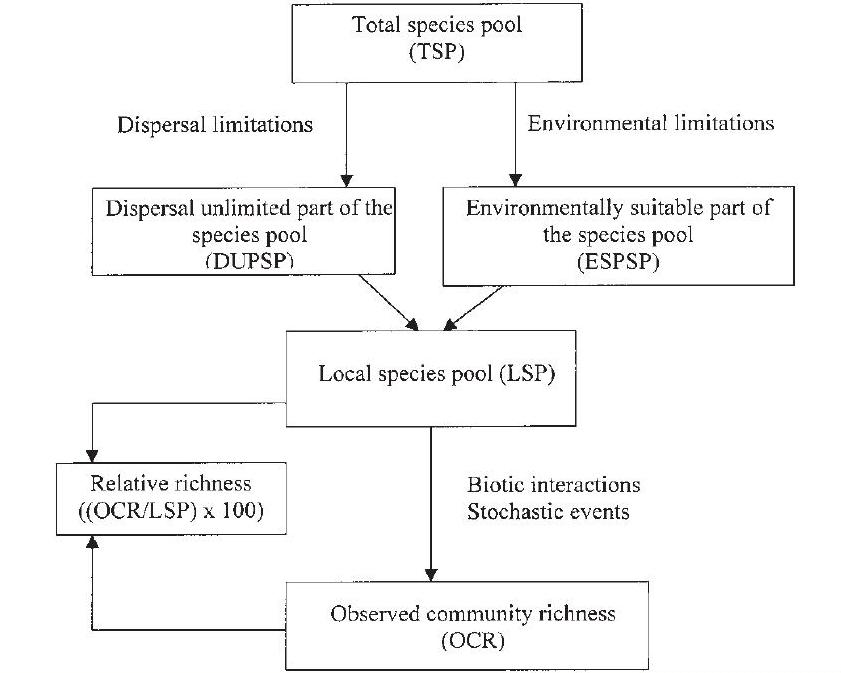 Total species pool
(TSP)
Dispersal limitations
Environmental limitations
Dispersal unlimited part of the
species pool
(DUPSP)
Environmentally suitable part of
the species pool
(ESPSP)
Local species pool (LSP)
Relative richness
((OCR/LSP) x 100)
Biotic interactions
Stochastic events
Observed community richness
(OCR)